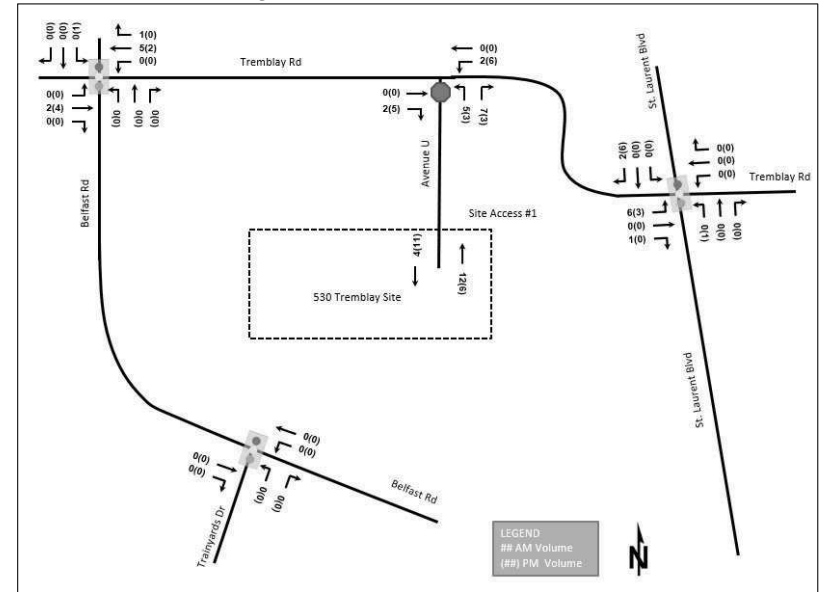 0(0)
0(0)
0(1)
1(0)
5(2)
0(0)
Tremblay Rd
0(0)
2(6)
St. Laurent Blvd
0(0)
2(4)
0(0)
0(0)
0(0)
0(0)
0(0)
2(5)
5(3)
7(3)
Avenue U
2(6)
0(0)
0(0)
0(0)
0(0)
0(0)
Tremblay Rd
Belfast Rd
Site Access #1
6(3)
0(0)
1(0)
0(1)
0(0)
0(0)
4(11)
12(6)
530 Tremblay Site
St. Laurent Blvd
0(0)
0(0)
0(0)
0(0)
0(0)
0(0)
Belfast Rd
Trainyards Dr
LEGEND
## AM Volume
(##) PM Volume
N